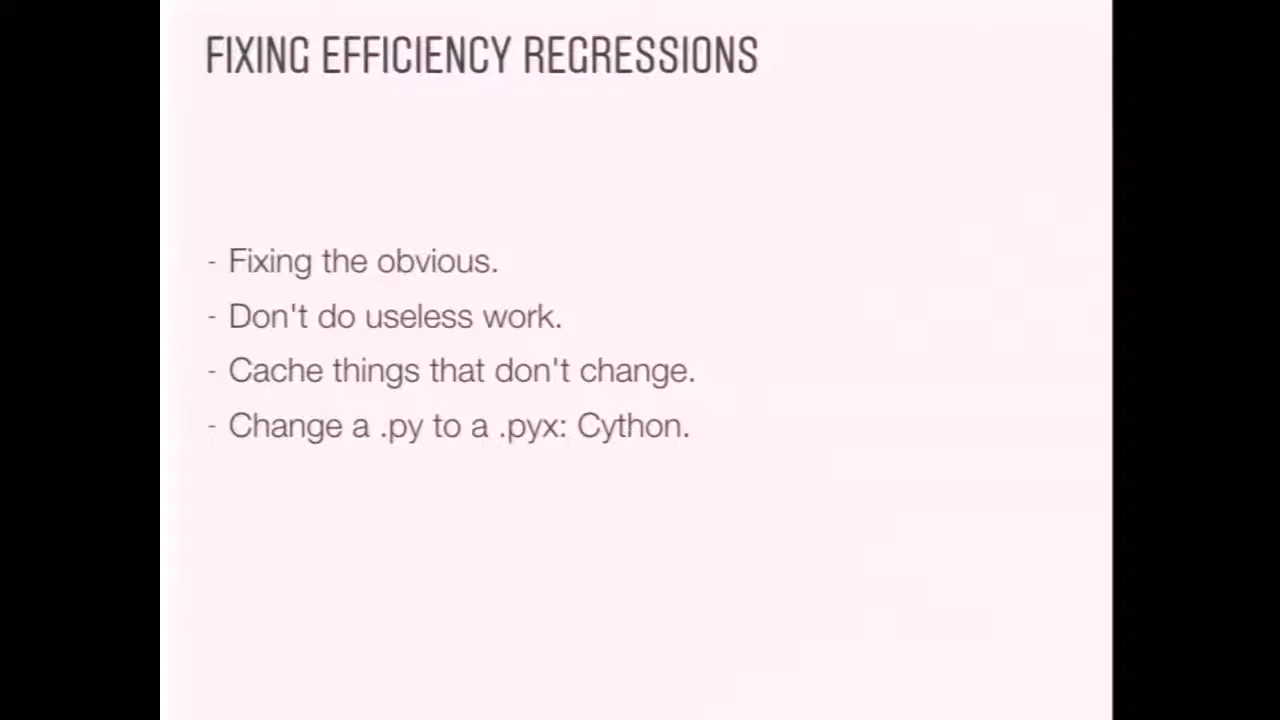 FIXING EFFICIENCY REGRESSIONS
- Fixing the obvious.
- Don't do useless work.
- Cache things that don't change.
- Change a .py to a .pyx: Cython.